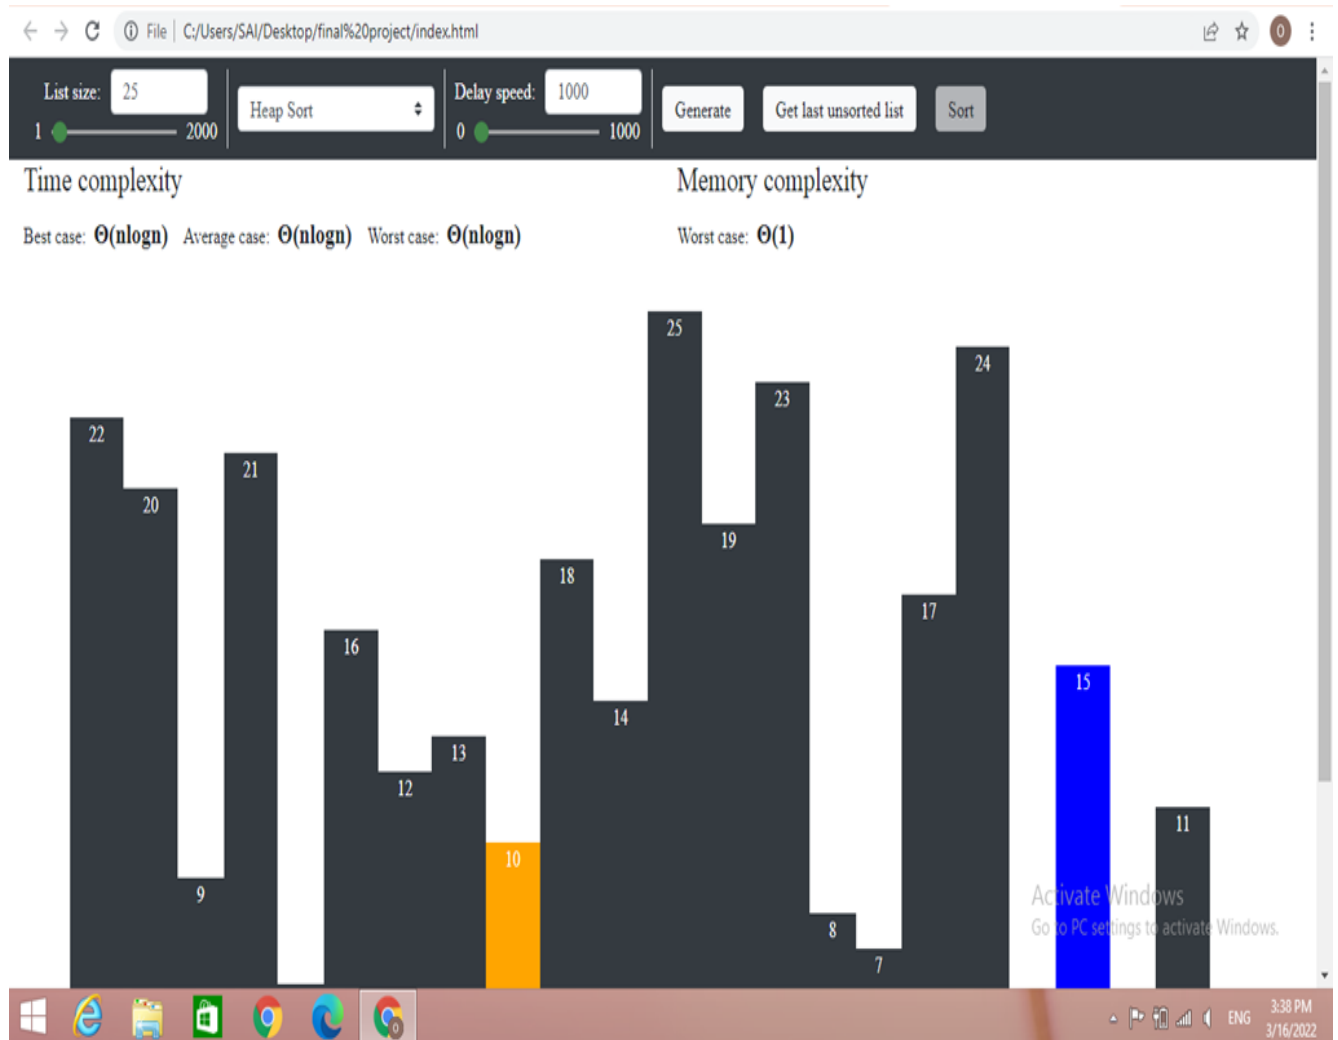 File | C:/Users/SAI/Desktop/final%20project/index.html
O
List size: 25
1 2000
Heap Sort
Delay speed: 1000
0 1000
Generate
Get last unsorted list
Sort
Time complexity
Memory complexity
Best case: Θ(nlogn) Average case: Θ(nlogn) Worst case: Θ(nlogn)
Worst case: Θ(1)
22
20
9
21
16
12
13
10
18
14
25
19
23
8
7
17
24
15
11
Activate Windows
Go to PC settings to activate Windows.
ENG
3:38 PM
3/16/2022